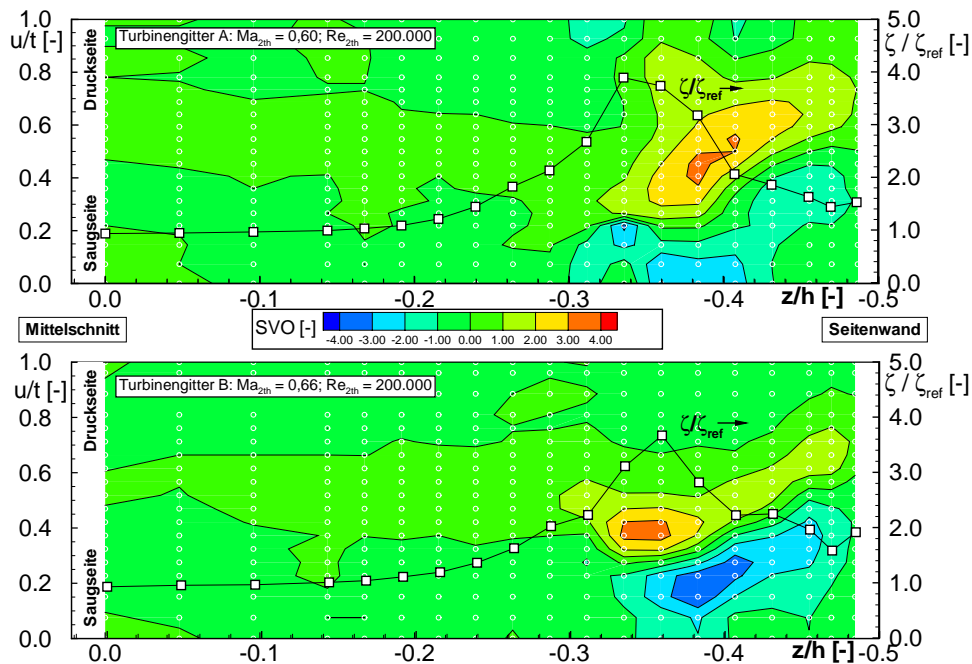 1.0
u/t [-]
0.8
0.6
0.4
0.2
0.0
Druckseite
Saugseite
Turbinengitter A: Ma2th = 0,60; Re2th = 200.000
ζ/ζref
5.0
ζ / ζref [-]
4.0
3.0
2.0
1.0
0.0
0.0 -0.1 -0.2 -0.3 -0.4 -0.5
z/h [-]
Mittelschnitt
SVO [-]
-4.00 -3.00 -2.00 -1.00 0.00 1.00 2.00 3.00 4.00
Seitenwand
1.0
u/t [-]
0.8
0.6
0.4
0.2
0.0
Druckseite
Saugseite
Turbinengitter B: Ma2th = 0,66; Re2th = 200.000
ζ/ζref
5.0
ζ / ζref [-]
4.0
3.0
2.0
1.0
0.0
0.0 -0.1 -0.2 -0.3 -0.4 -0.5
z/h [-]